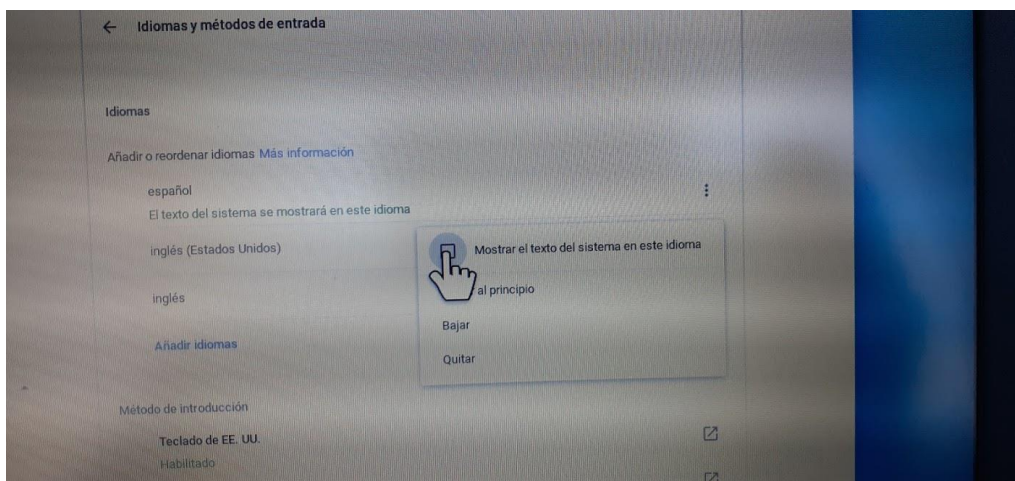 Idiomas y métodos de entrada
Idiomas
Añadir o reordenar idiomas Más información
español
El texto del sistema se mostrará en este idioma
inglés (Estados Unidos)
Mostrar el texto del sistema en este idioma
al principio
inglés
Bajar
Añadir idiomas
Quitar
Método de introducción
Teclado de EE. UU.
Habilitado